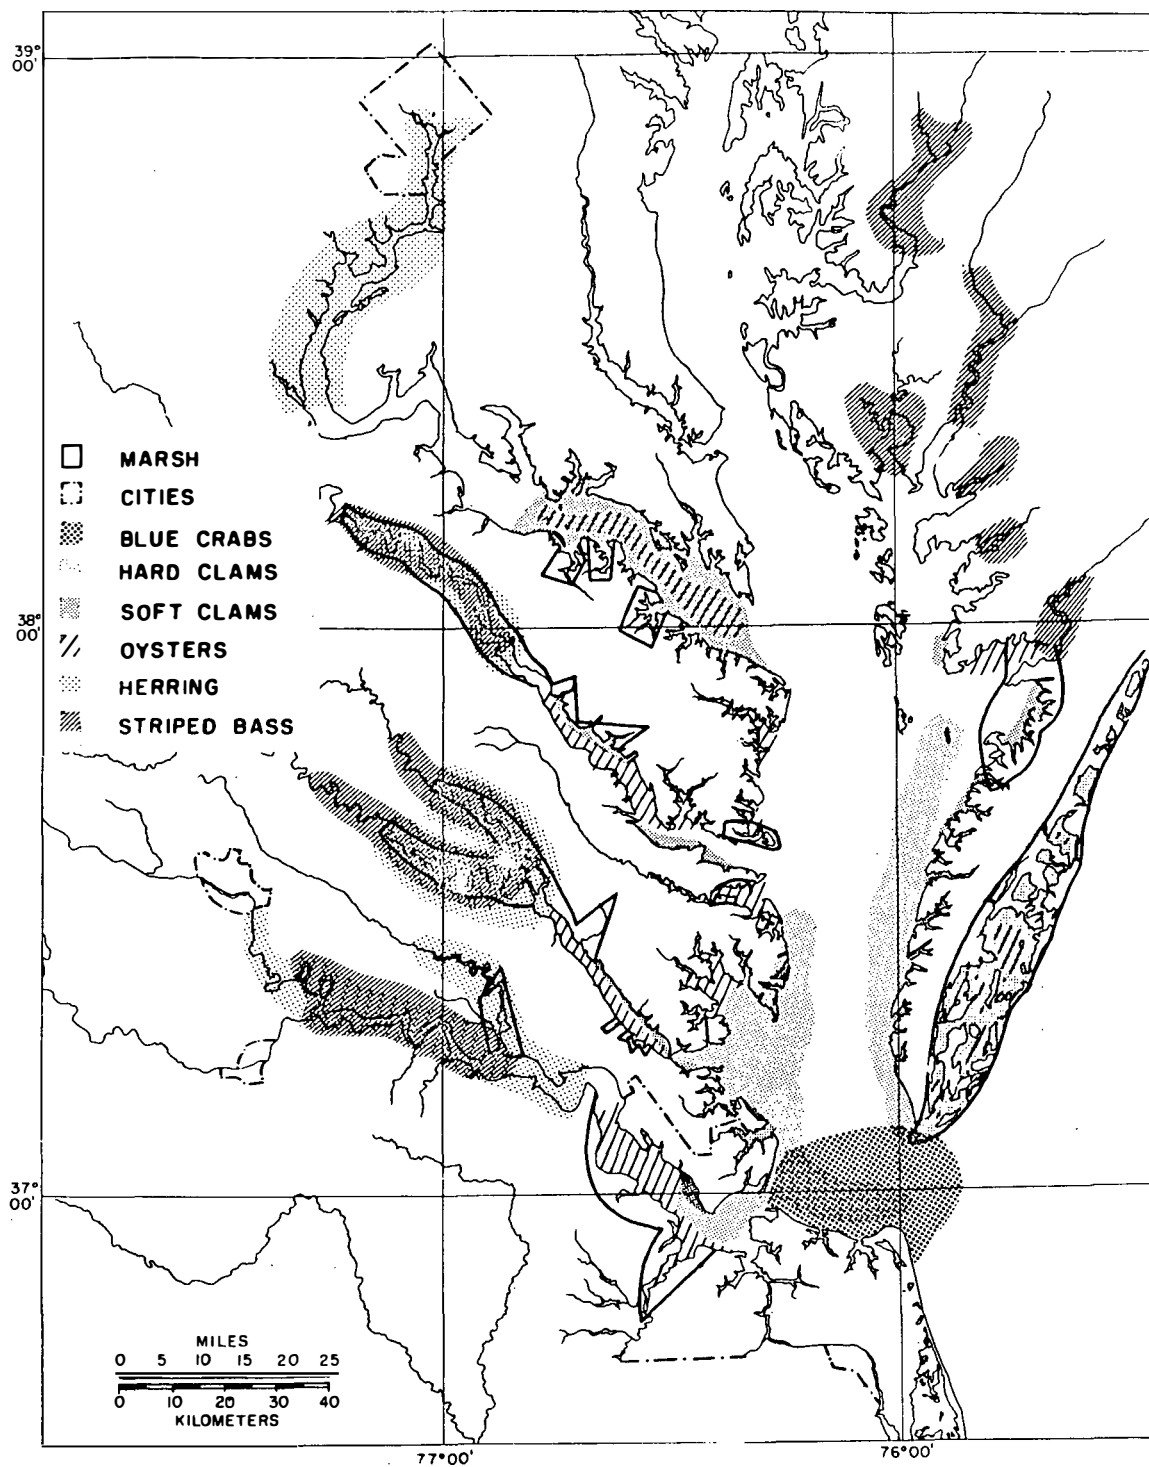 39°
00'
MARSH
CITIES
BLUE CRABS
HARD CLAMS
SOFT CLAMS
OYSTERS
HERRING
STRIPED BASS
38°
00'
37°
00'
MILES
0 5 10 15 20 25
0 10 20 30 40
KILOMETERS
77°00'
76°00'